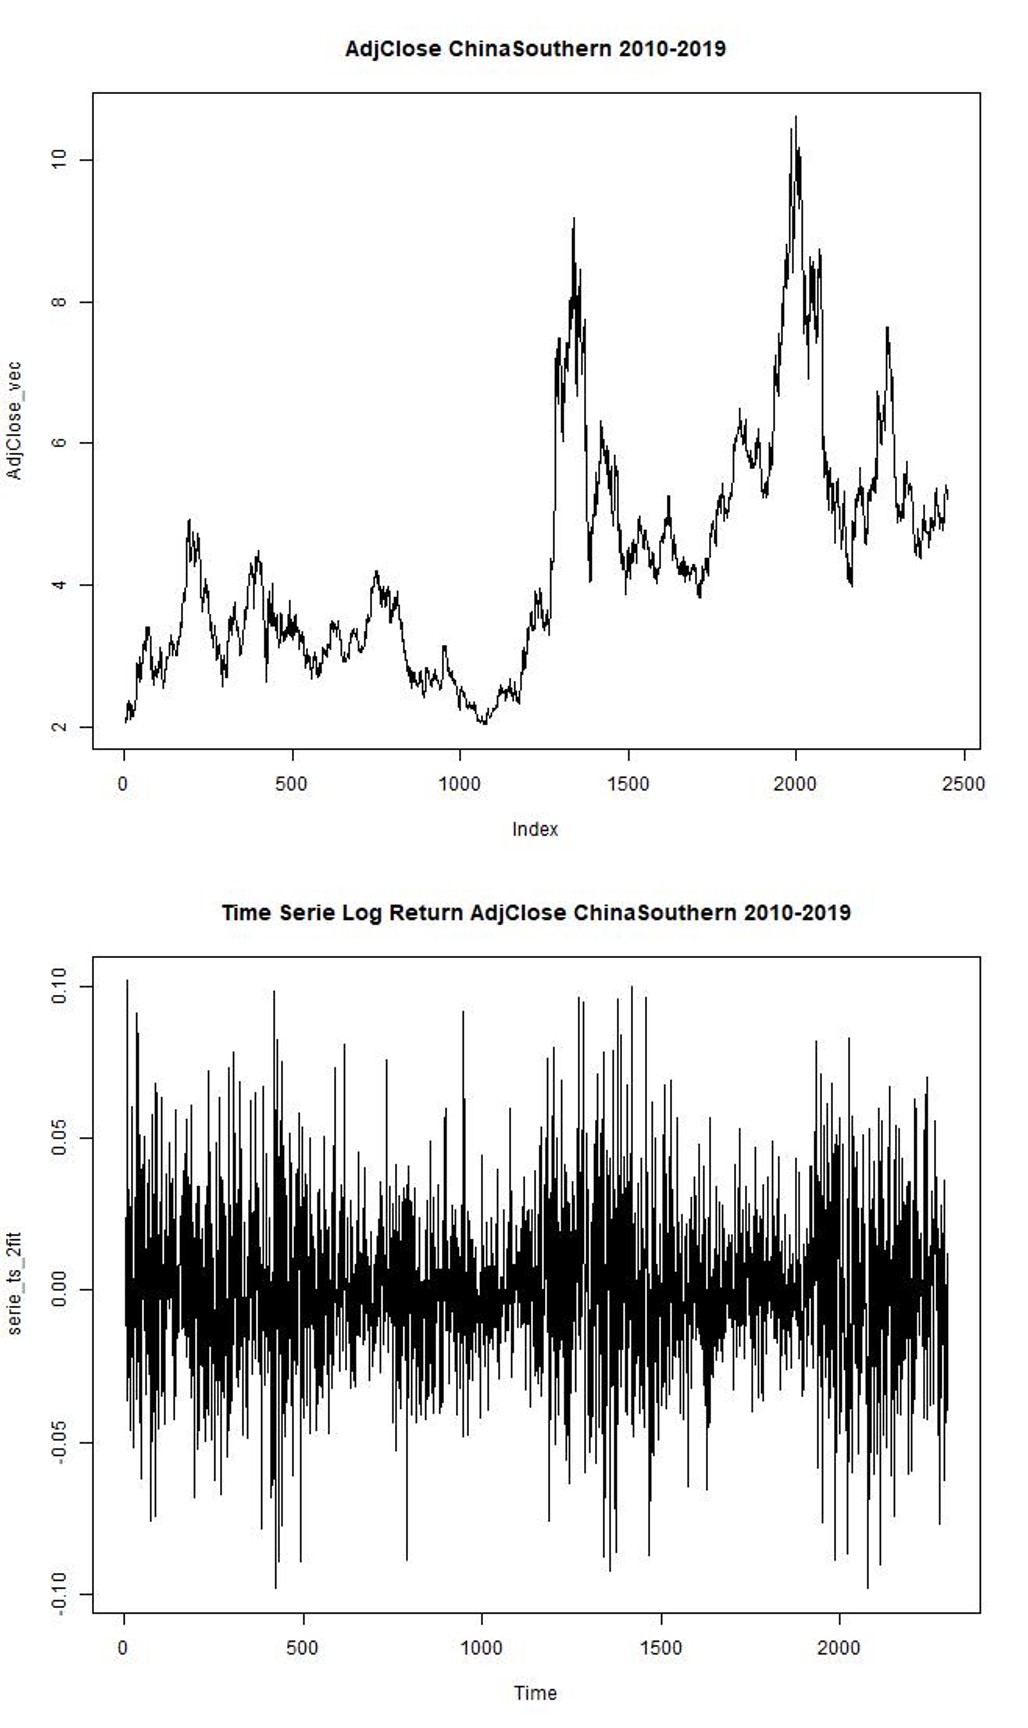 AdjClose ChinaSouthern 2010-2019
10
8
6
4
2
AdjClose_vec
0 500 1000 1500 2000 2500
Index
Time Serie Log Return AdjClose ChinaSouthern 2010-2019
0.10
0.05
0.00
-0.05
-0.10
serie_ts_2fit
0 500 1000 1500 2000
Time